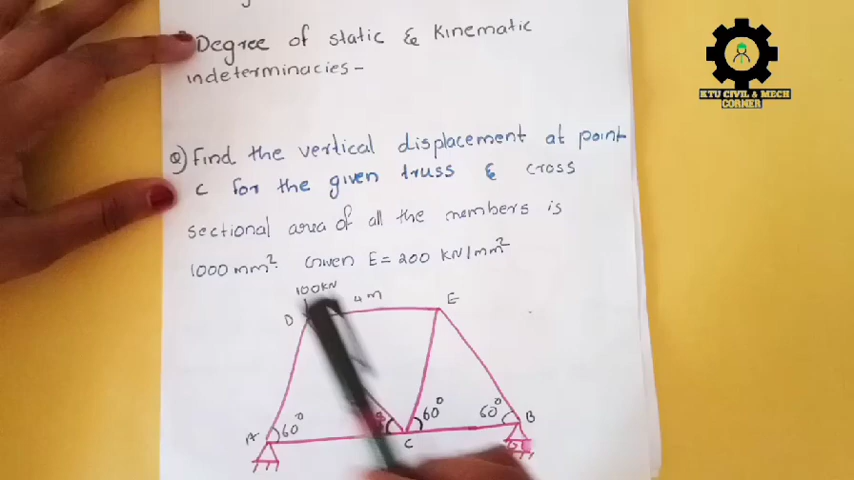 Degree of static & kinematic
indeterminacies-
Q) Find the vertical displacement at point
c for the given truss & cross
sectional area of all the members is
1000 mm². Given E = 200 KN/mm²
100KN
4m
D
E
60°
60°
60°
A
B
C
KTU CIVIL & MECH
CORNER